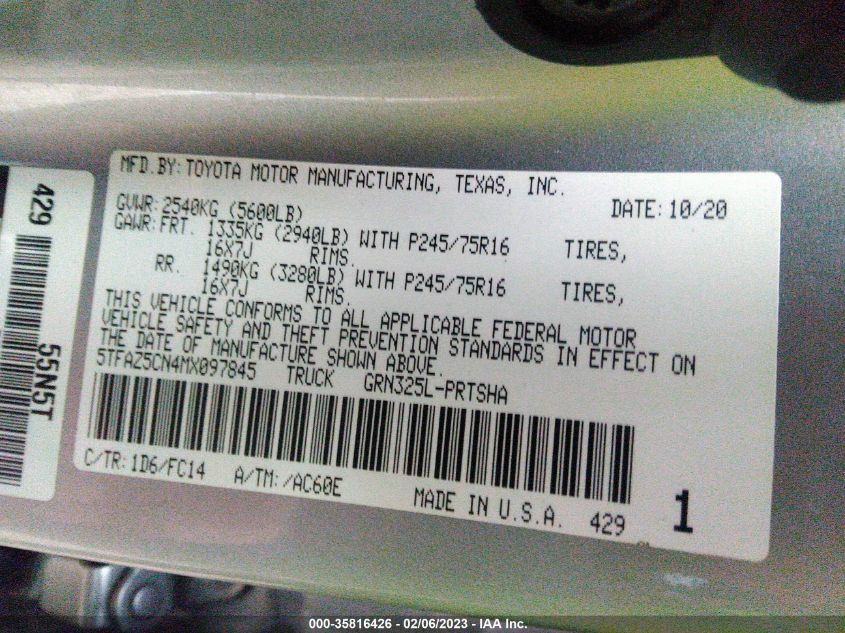 MFD.BY:TOYOTA MOTOR MANUFACTURING, TEXAS, INC.
DATE:10/20
GVWR:2540KG (5600LB)
GAWR:FRT. 1335KG (2940LB) WITH P245/75R16 TIRES,
16X7J RIMS.
RR. 1490KG (3280LB) WITH P245/75R16 TIRES,
16X7J RIMS.
THIS VEHICLE CONFORMS TO ALL APPLICABLE FEDERAL MOTOR
VEHICLE SAFETY AND THEFT PREVENTION STANDARDS IN EFFECT ON
THE DATE OF MANUFACTURE SHOWN ABOVE.
5TFAZ5CN4MX097845 TRUCK GRN325L-PRTSHA
C/TR:1D6/FC14 A/TM:/AC60E
MADE IN U.S.A. 429 1
429
55N5T
000-35816426 - 02/06/2023 - IAA Inc.